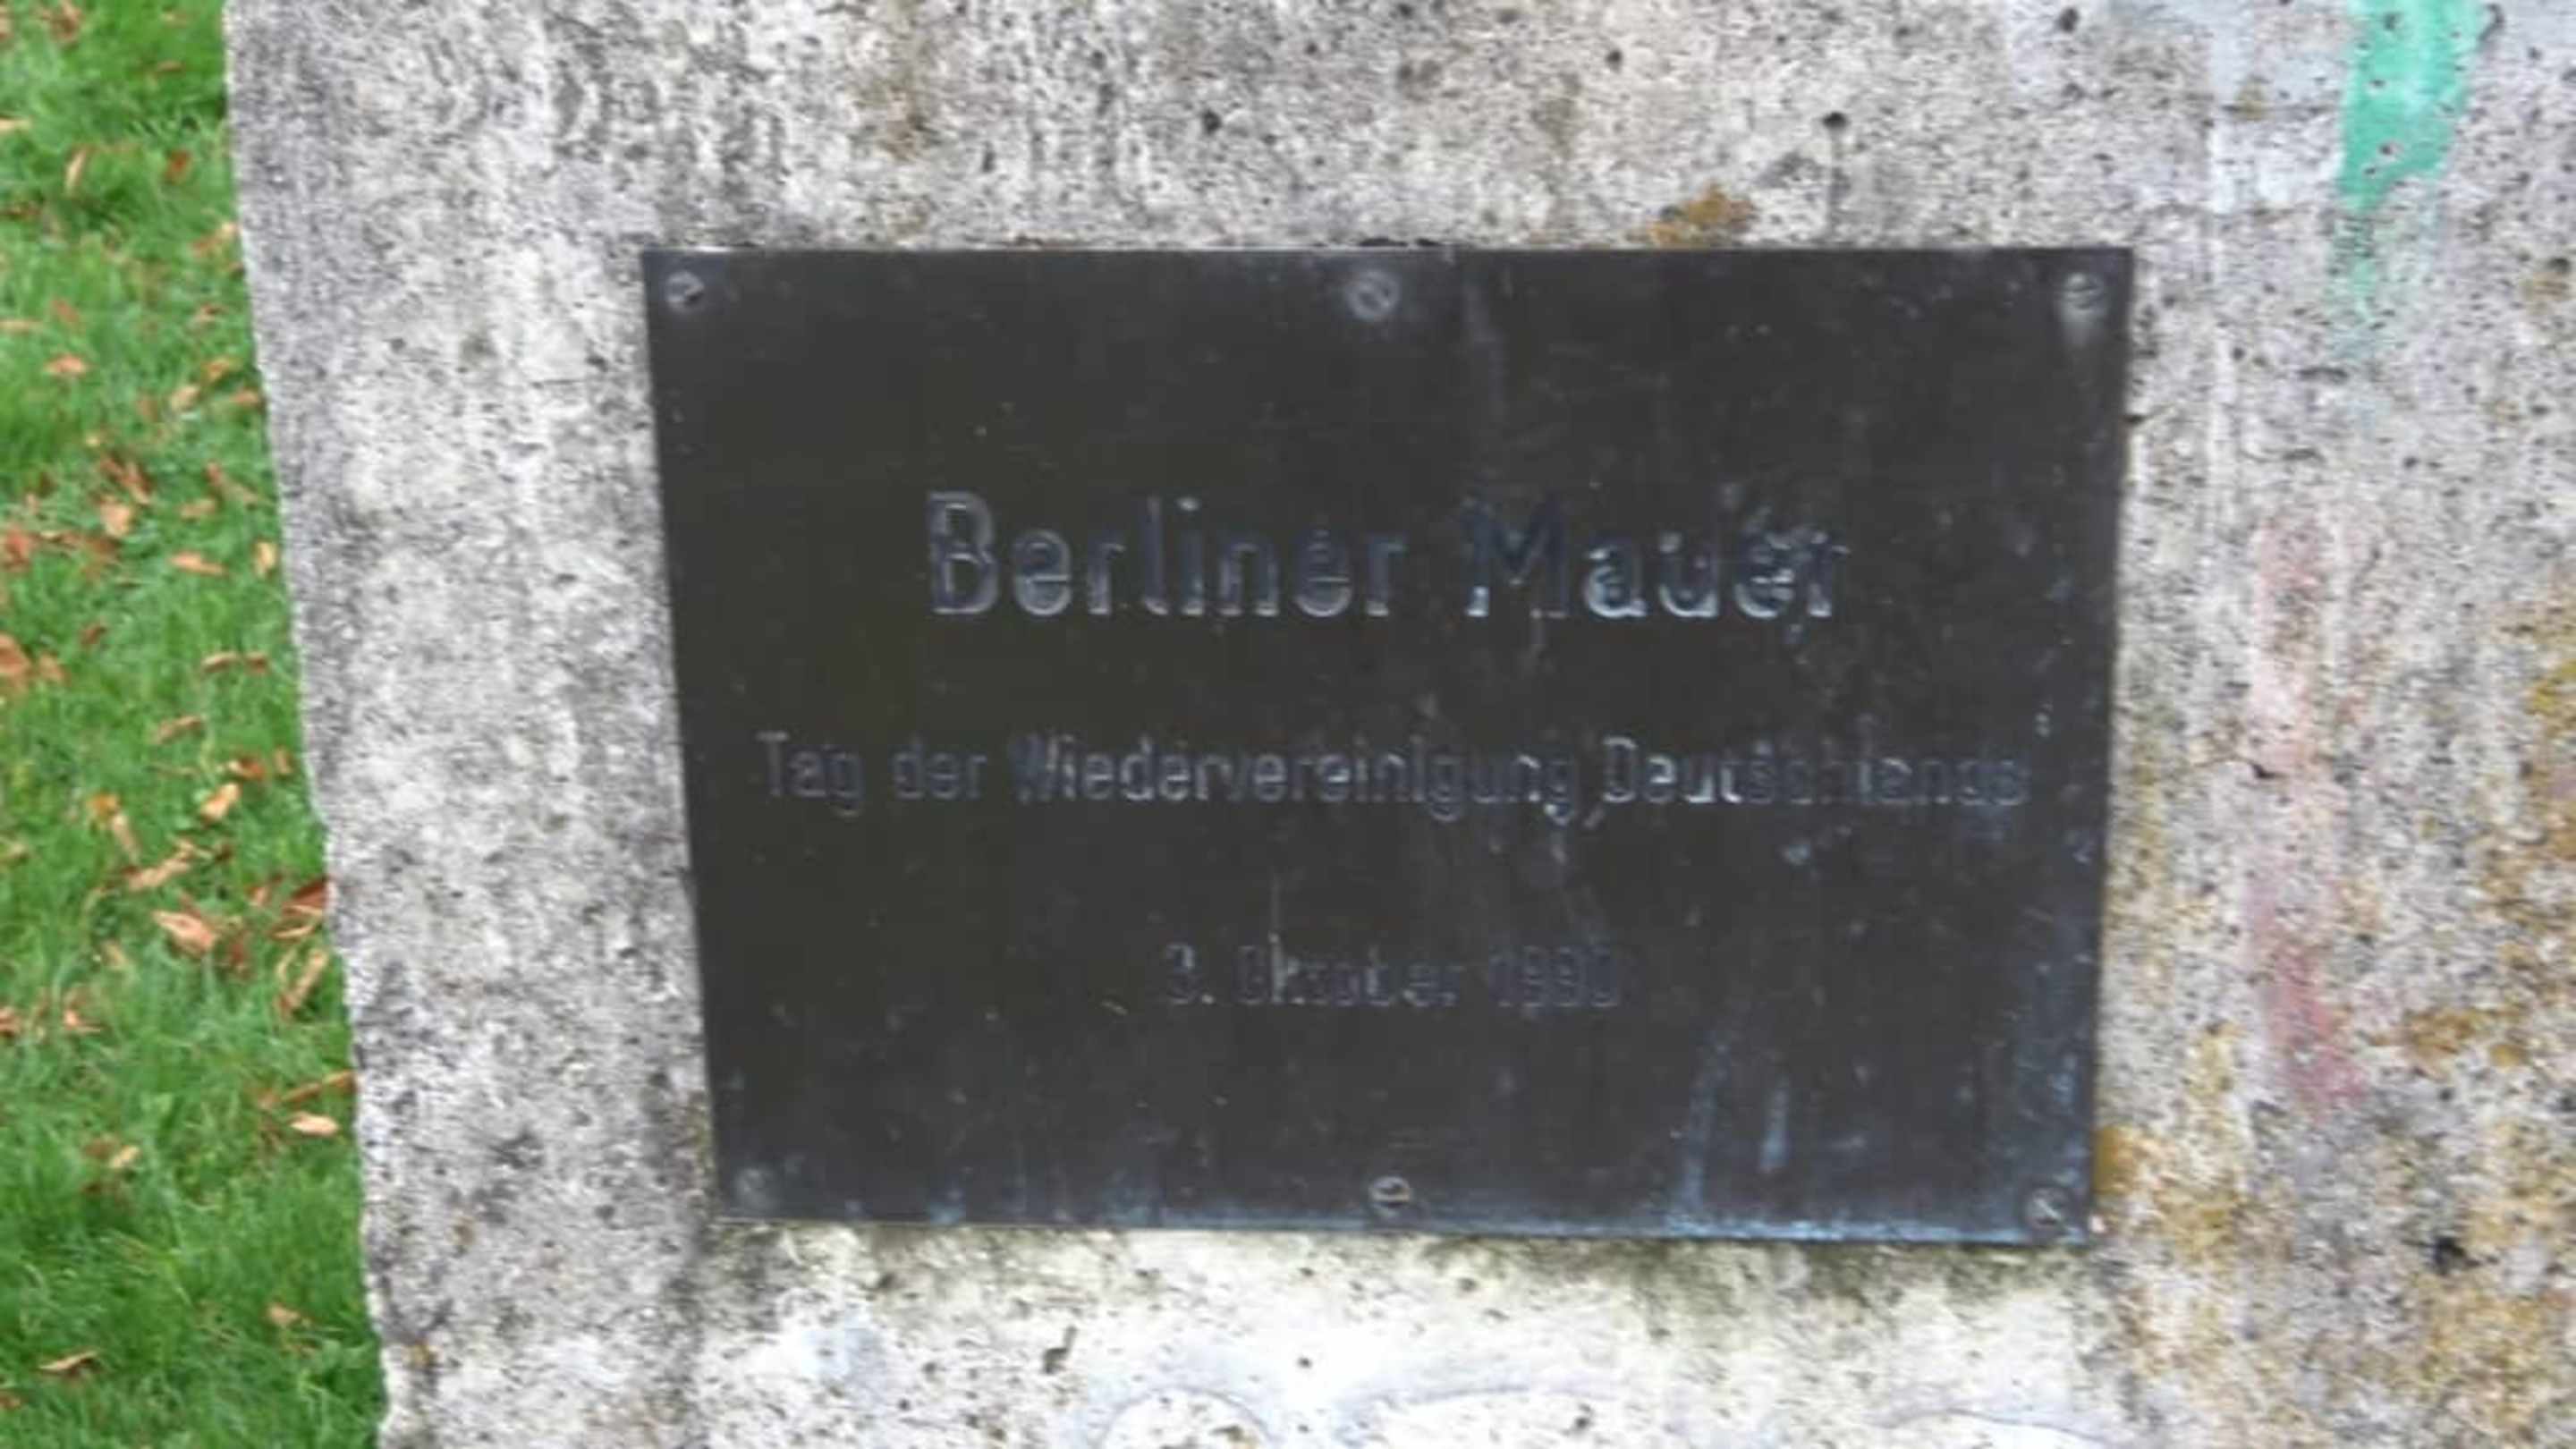 Berliner Mauer
Tag der Wiedervereinigung Deutschlands
3. Oktober 1990